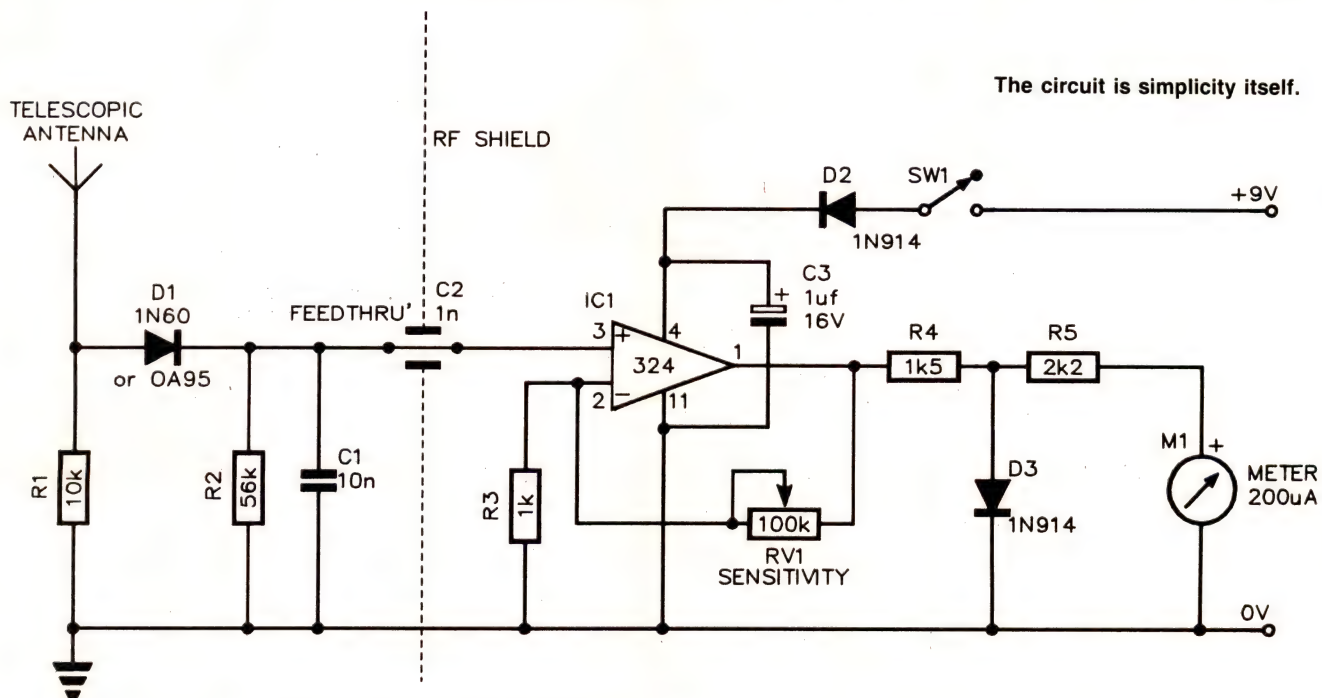 The circuit is simplicity itself.
TELESCOPIC
ANTENNA
RF SHIELD
D2
SW1
+9V
1N914
D1
1N60
or OA95
FEEDTHRU'
C2
1n
IC1
3
+
4
324
1
2
−
11
C3
+
1uf
16V
R4
1k5
R5
2k2
R1
10k
R2
56k
C1
10n
R3
1k
100k
RV1
SENSITIVITY
D3
1N914
M1
+
METER
200uA
0V